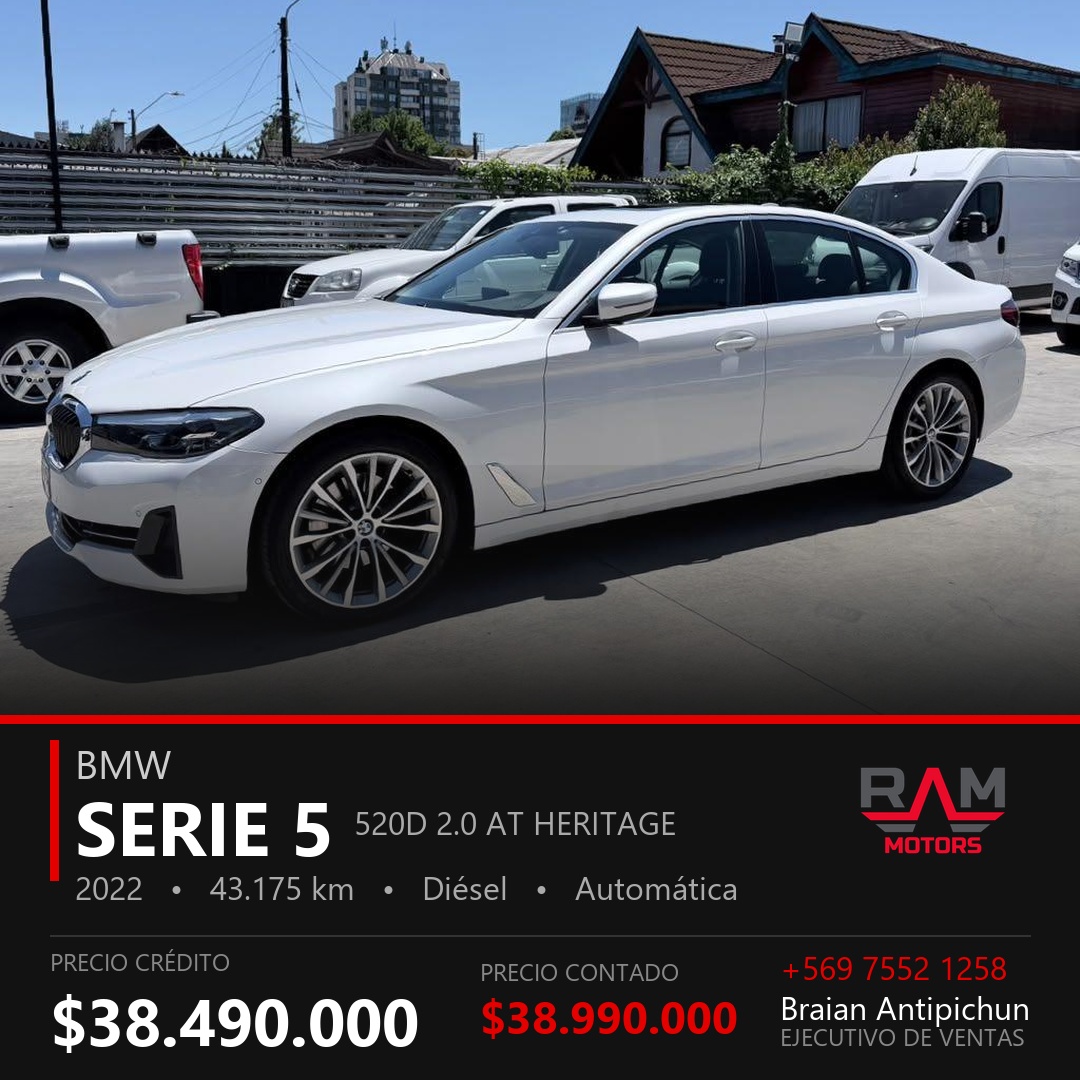 BMW
SERIE 5 520D 2.0 AT HERITAGE
2022 • 43.175 km • Diésel • Automática
RAM
MOTORS
PRECIO CRÉDITO
$38.490.000
PRECIO CONTADO
$38.990.000
+569 7552 1258
Braian Antipichun
EJECUTIVO DE VENTAS